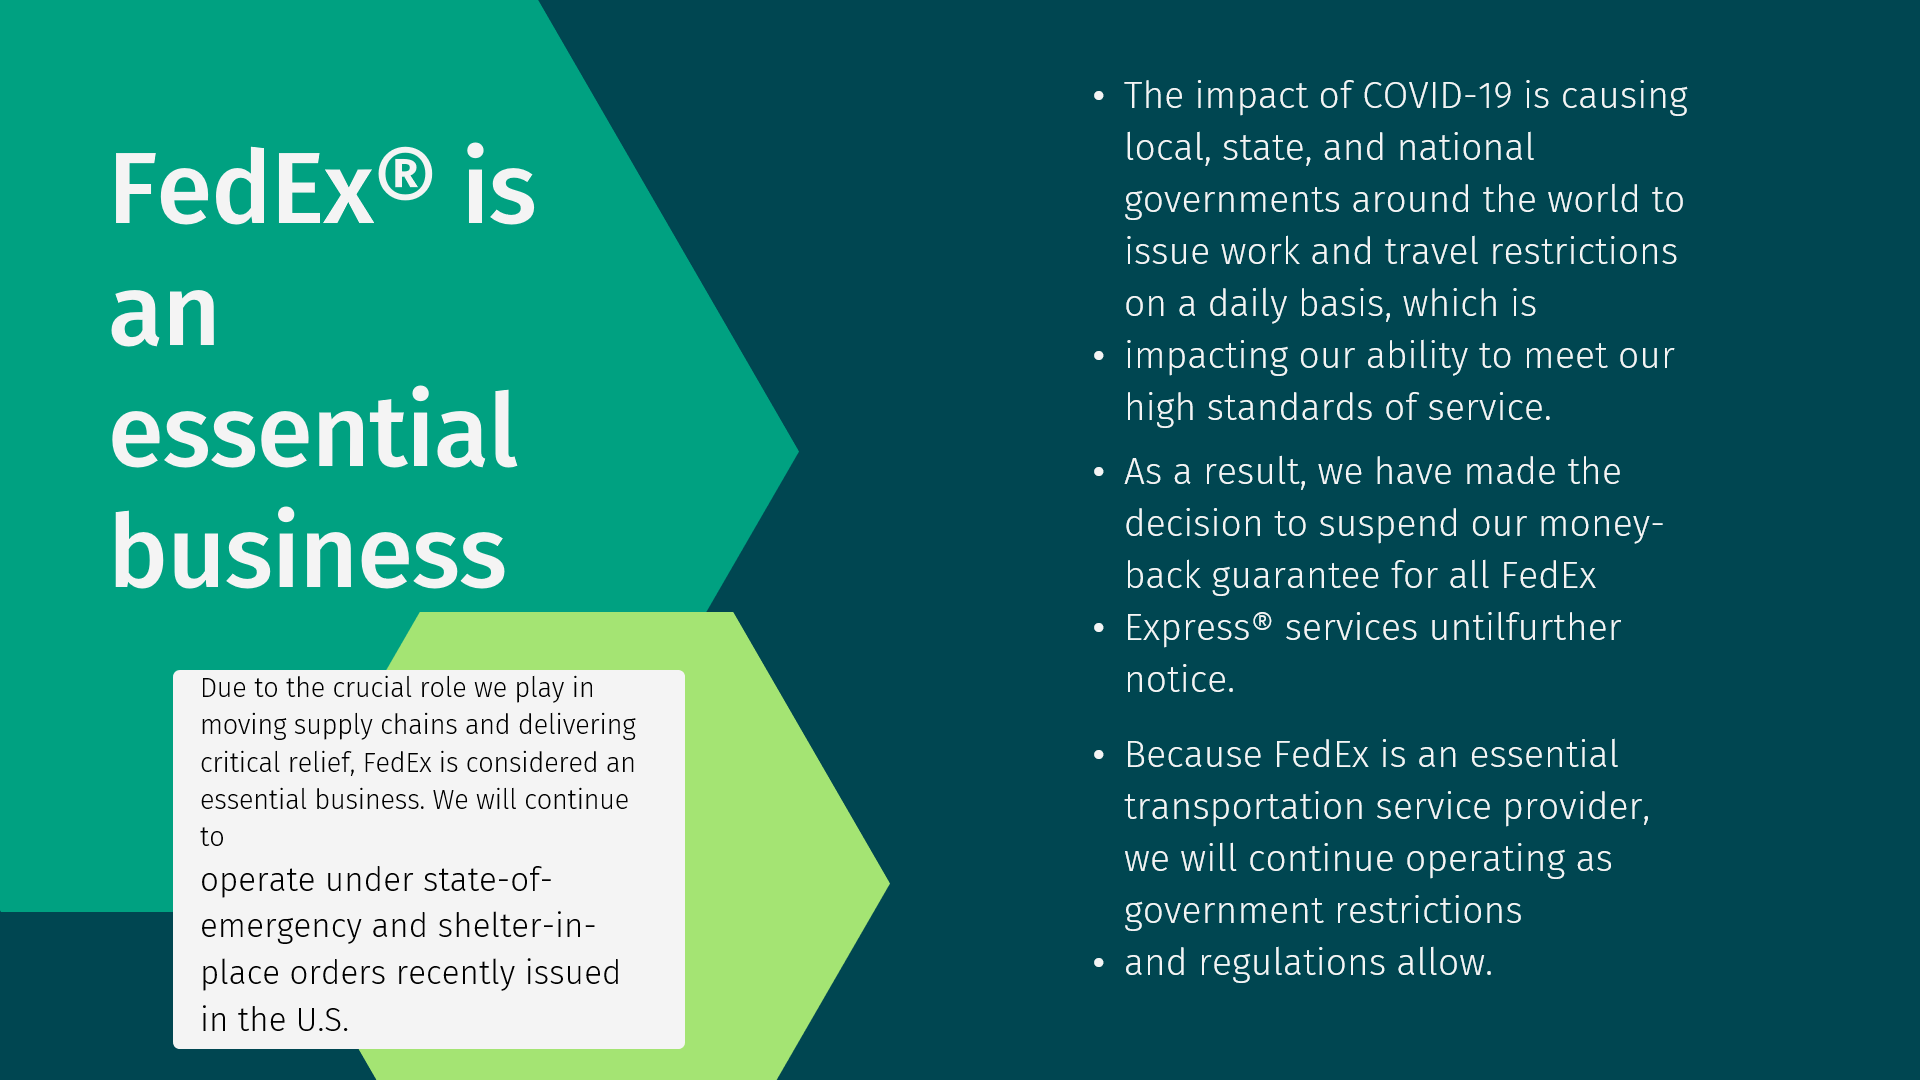 FedEx® is
an
essential
business
Due to the crucial role we play in
moving supply chains and delivering
critical relief, FedEx is considered an
essential business. We will continue
to
operate under state-of-
emergency and shelter-in-
place orders recently issued
in the U.S.
• The impact of COVID-19 is causing
local, state, and national
governments around the world to
issue work and travel restrictions
on a daily basis, which is
• impacting our ability to meet our
high standards of service.
• As a result, we have made the
decision to suspend our money-
back guarantee for all FedEx
• Express® services untilfurther
notice.
• Because FedEx is an essential
transportation service provider,
we will continue operating as
government restrictions
• and regulations allow.